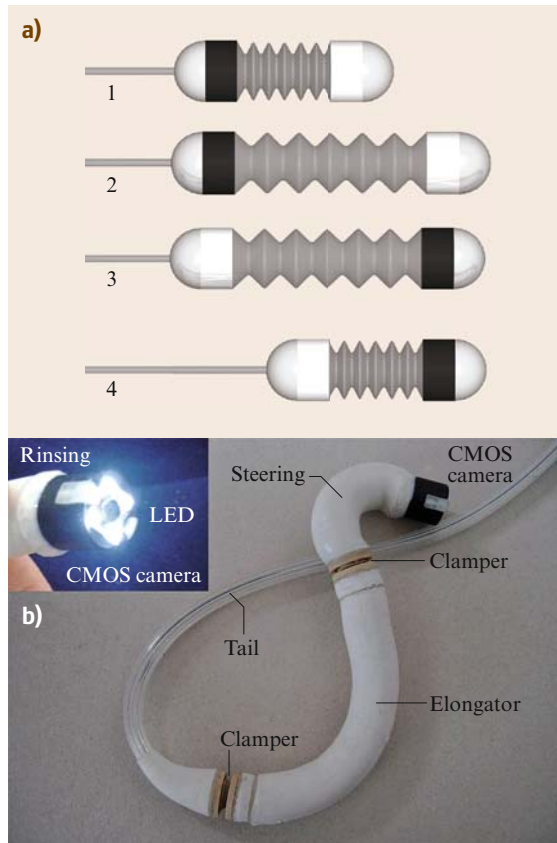 a)
1
2
3
4
Rinsing
LED
CMOS camera
b)
Steering
CMOS
camera
Clamper
Tail
Elongator
Clamper